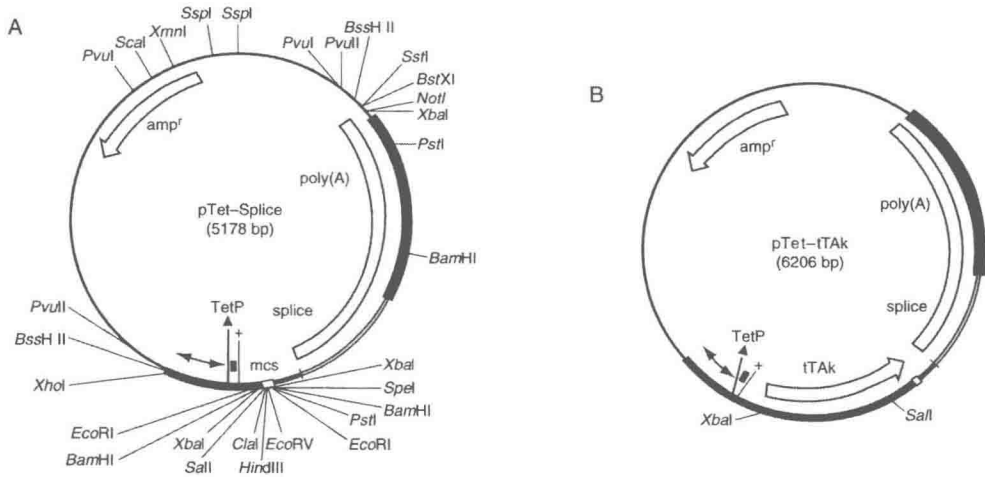 A
SspI
SspI
XmnI
ScaI
PvuI
PvuI
PvuII
BssH II
SstI
BstXI
NotI
XbaI
PstI
amp^r
poly(A)
pTet–Splice
(5178 bp)
BamHI
PvuII
TetP
splice
+
BssH II
mcs
XbaI
XhoI
SpeI
BamHI
PstI
EcoRI
EcoRI
XbaI
ClaI
EcoRV
BamHI
SalI
HindIII
B
amp^r
poly(A)
pTet–tTAk
(6206 bp)
splice
TetP
+
tTAk
XbaI
SalI